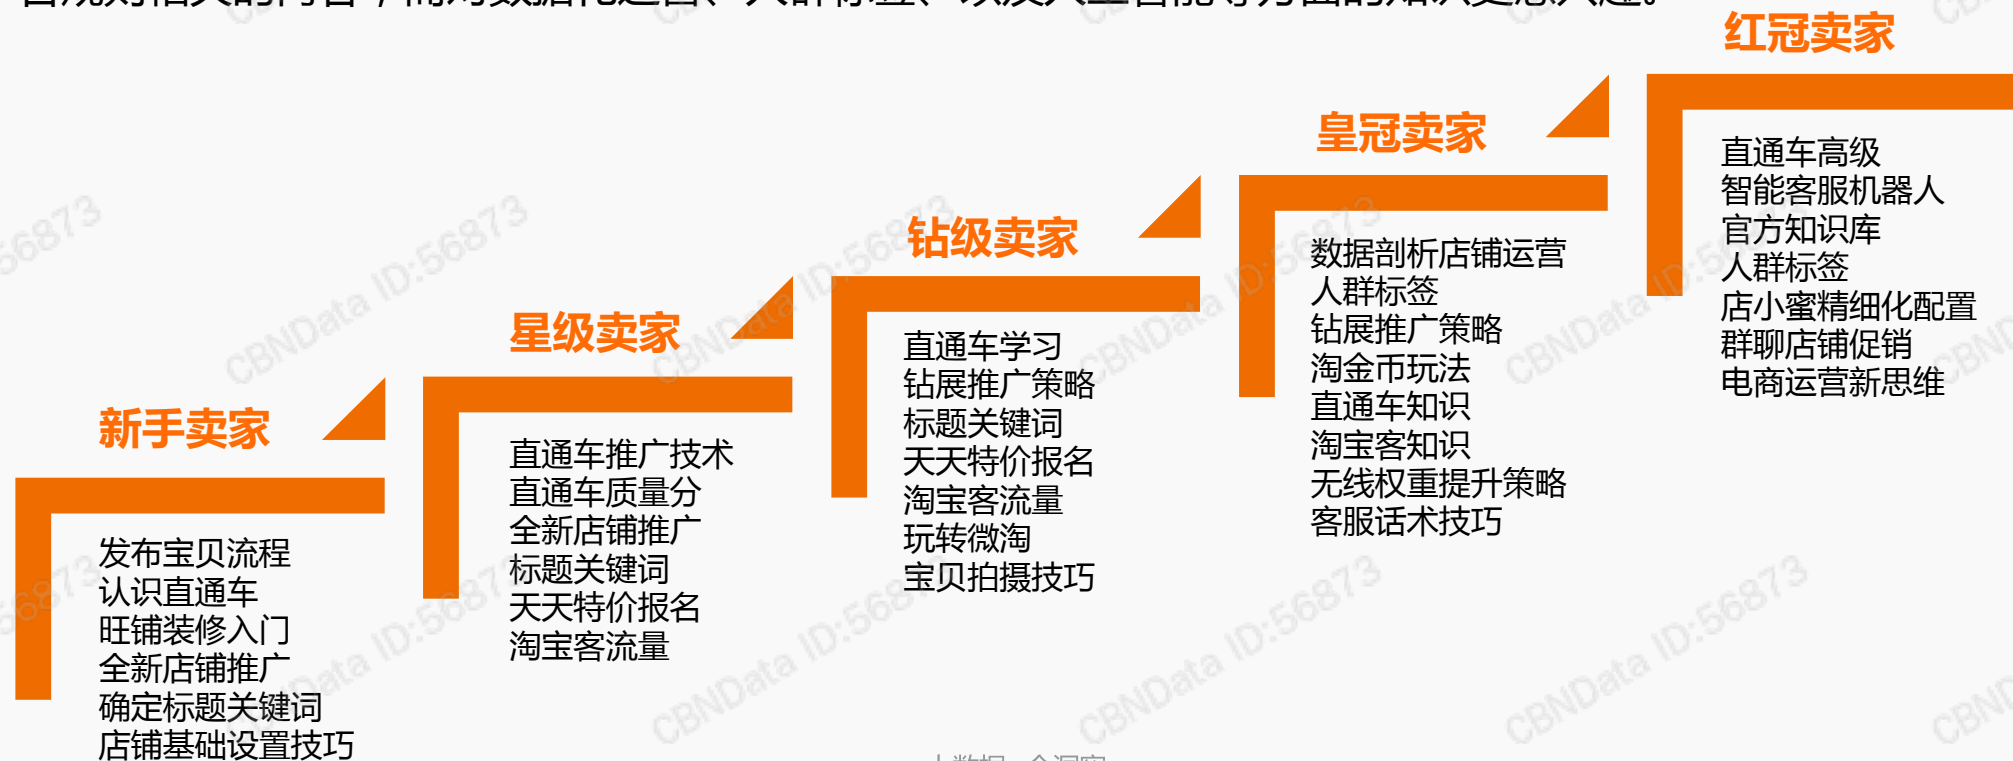 新手卖家
发布宝贝流程
认识直通车
旺铺装修入门
全新店铺推广
确定标题关键词
店铺基础设置技巧
星级卖家
直通车推广技术
直通车质量分
全新店铺推广
标题关键词
天天特价报名
淘宝客流量
钻级卖家
直通车学习
钻展推广策略
标题关键词
天天特价报名
淘宝客流量
玩转微淘
宝贝拍摄技巧
皇冠卖家
数据剖析店铺运营
人群标签
钻展推广策略
淘金币玩法
直通车知识
淘宝客知识
无线权重提升策略
客服话术技巧
红冠卖家
直通车高级
智能客服机器人
官方知识库
人群标签
店小蜜精细化配置
群聊店铺促销
电商运营新思维
CBNData ID:56873